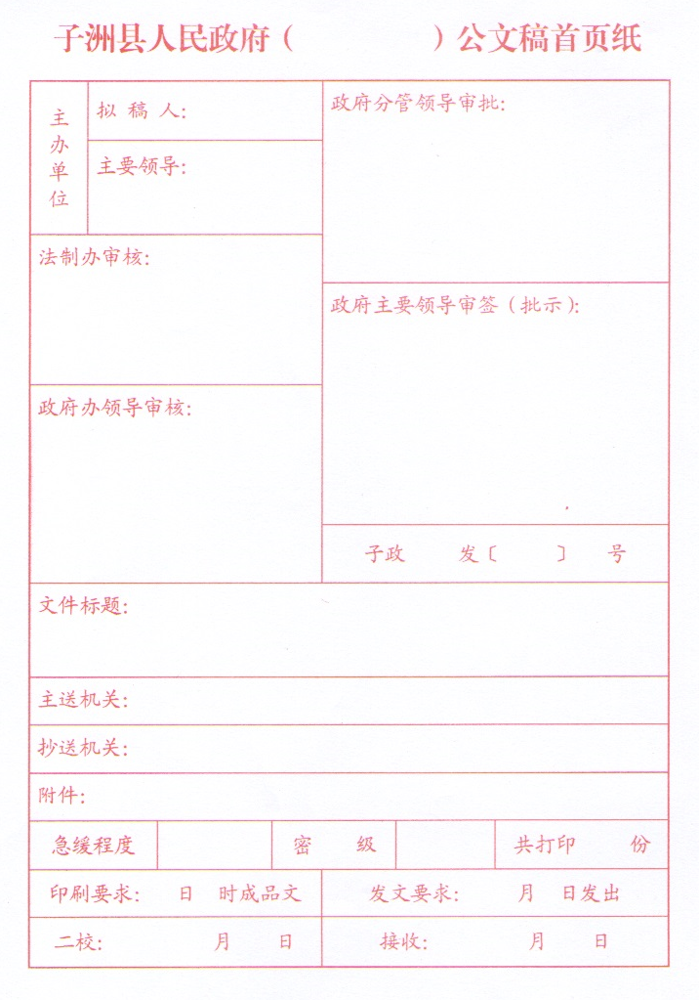 子洲县人民政府（　　　　）公文稿首页纸
主办单位
拟 稿 人：
主要领导：
政府分管领导审批：
法制办审核：
政府主要领导审签（批示）：
政府办领导审核：
子政　　发〔　　〕　号
文件标题：
主送机关：
抄送机关：
附件：
急缓程度　　密　级　　共打印　　份
印刷要求：　日　时成品文　　发文要求：　　月　日发出
二校：　　　月　　日　　接收：　　　月　　日